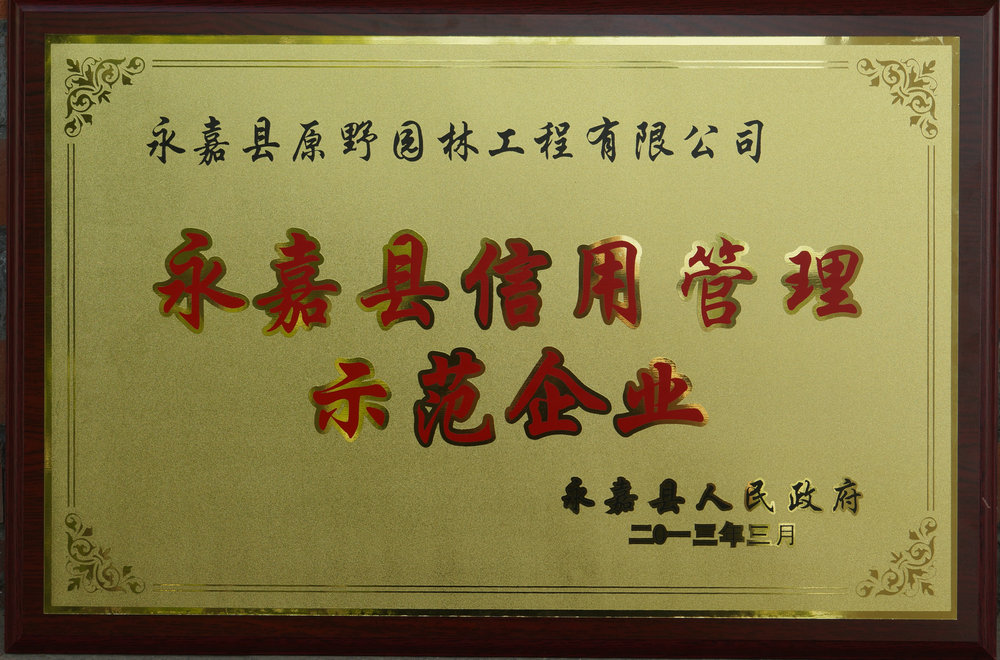 永嘉县原野园林工程有限公司
永嘉县信用管理
示范企业
永嘉县人民政府
二0一三年三月